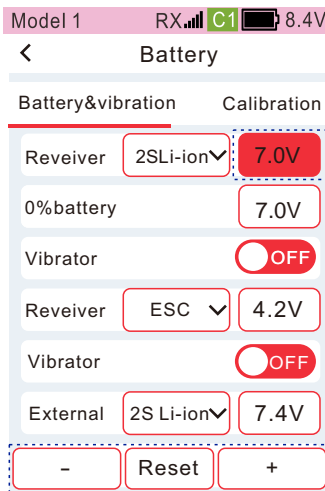 Model 1 RX C1 8.4V
Battery
Battery&vibration Calibration
Reveiver 2SLi-ion 7.0V
0%battery 7.0V
Vibrator OFF
Reveiver ESC 4.2V
Vibrator OFF
External 2S Li-ion 7.4V
- Reset +